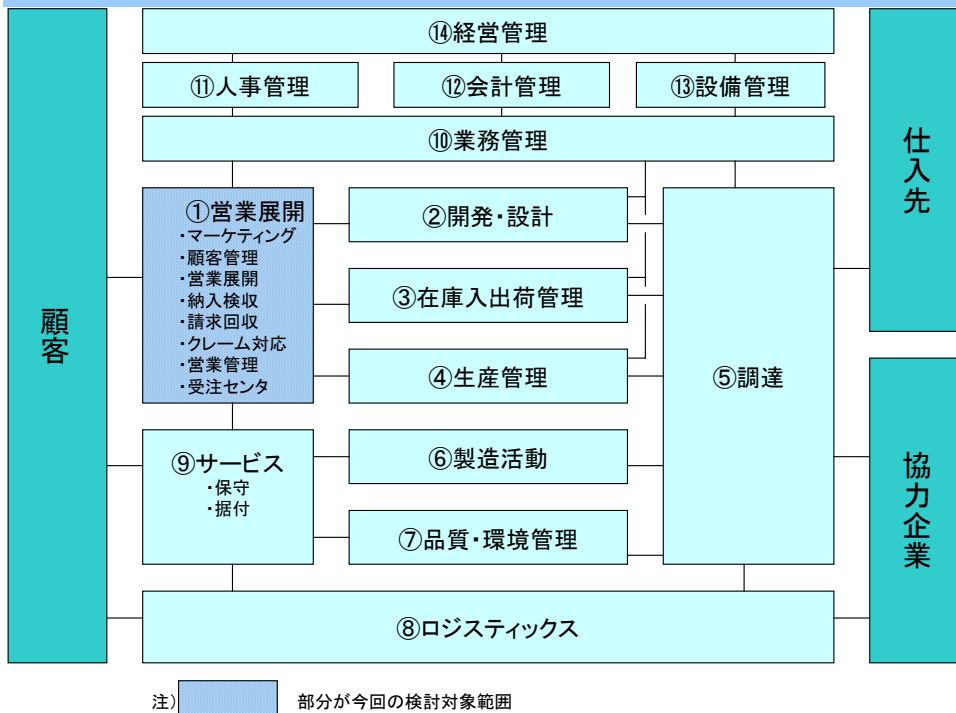 ⑭経営管理
⑪人事管理
⑫会計管理
⑬設備管理
⑩業務管理
顧客
①営業展開
・マーケティング
・顧客管理
・営業展開
・納入検収
・請求回収
・クレーム対応
・営業管理
・受注センタ
②開発・設計
③在庫入出荷管理
④生産管理
⑤調達
仕入先
⑨サービス
・保守
・据付
⑥製造活動
⑦品質・環境管理
協力企業
⑧ロジスティックス
注) 部分が今回の検討対象範囲